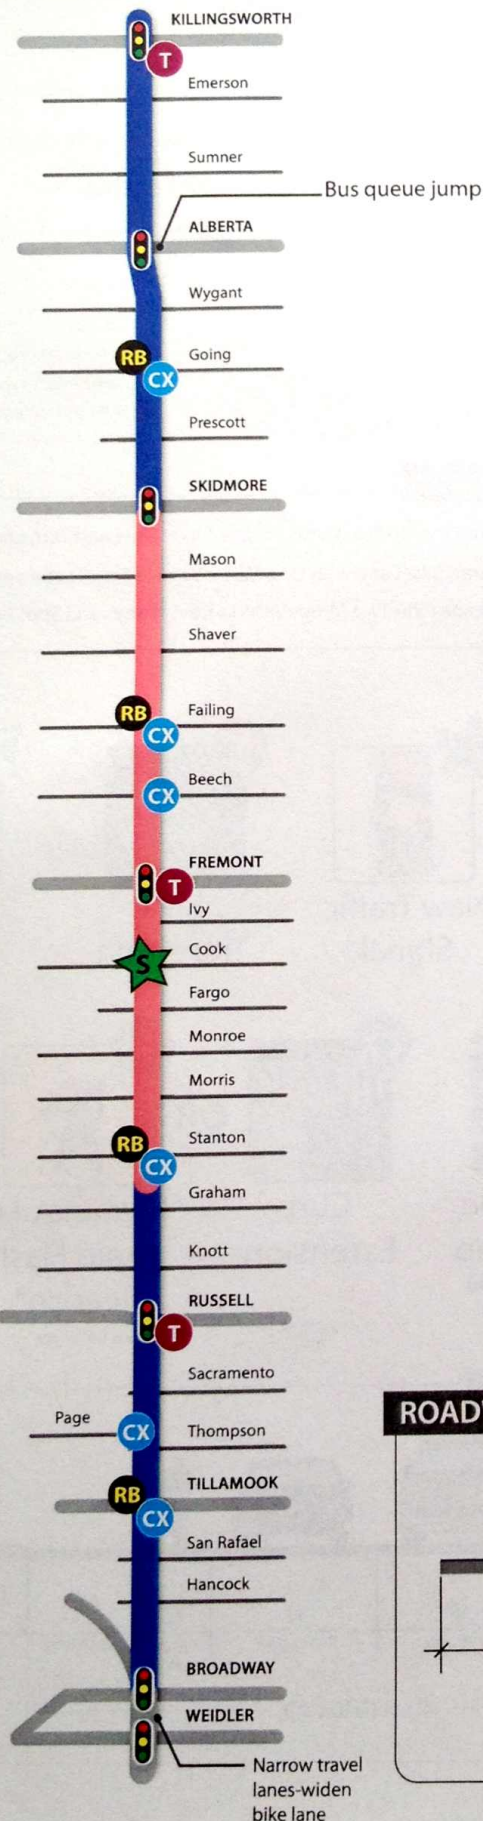 KILLINGSWORTH
T
Emerson
Sumner
Bus queue jump
ALBERTA
Wygant
RB
Going
CX
Prescott
SKIDMORE
Mason
Shaver
RB
Failing
CX
Beech
CX
FREMONT
T
Ivy
Cook
S
Fargo
Monroe
Morris
RB
Stanton
CX
Graham
Knott
RUSSELL
T
Sacramento
Page
CX
Thompson
RB
TILLAMOOK
CX
San Rafael
Hancock
BROADWAY
WEIDLER
Narrow travel
lanes-widen
bike lane